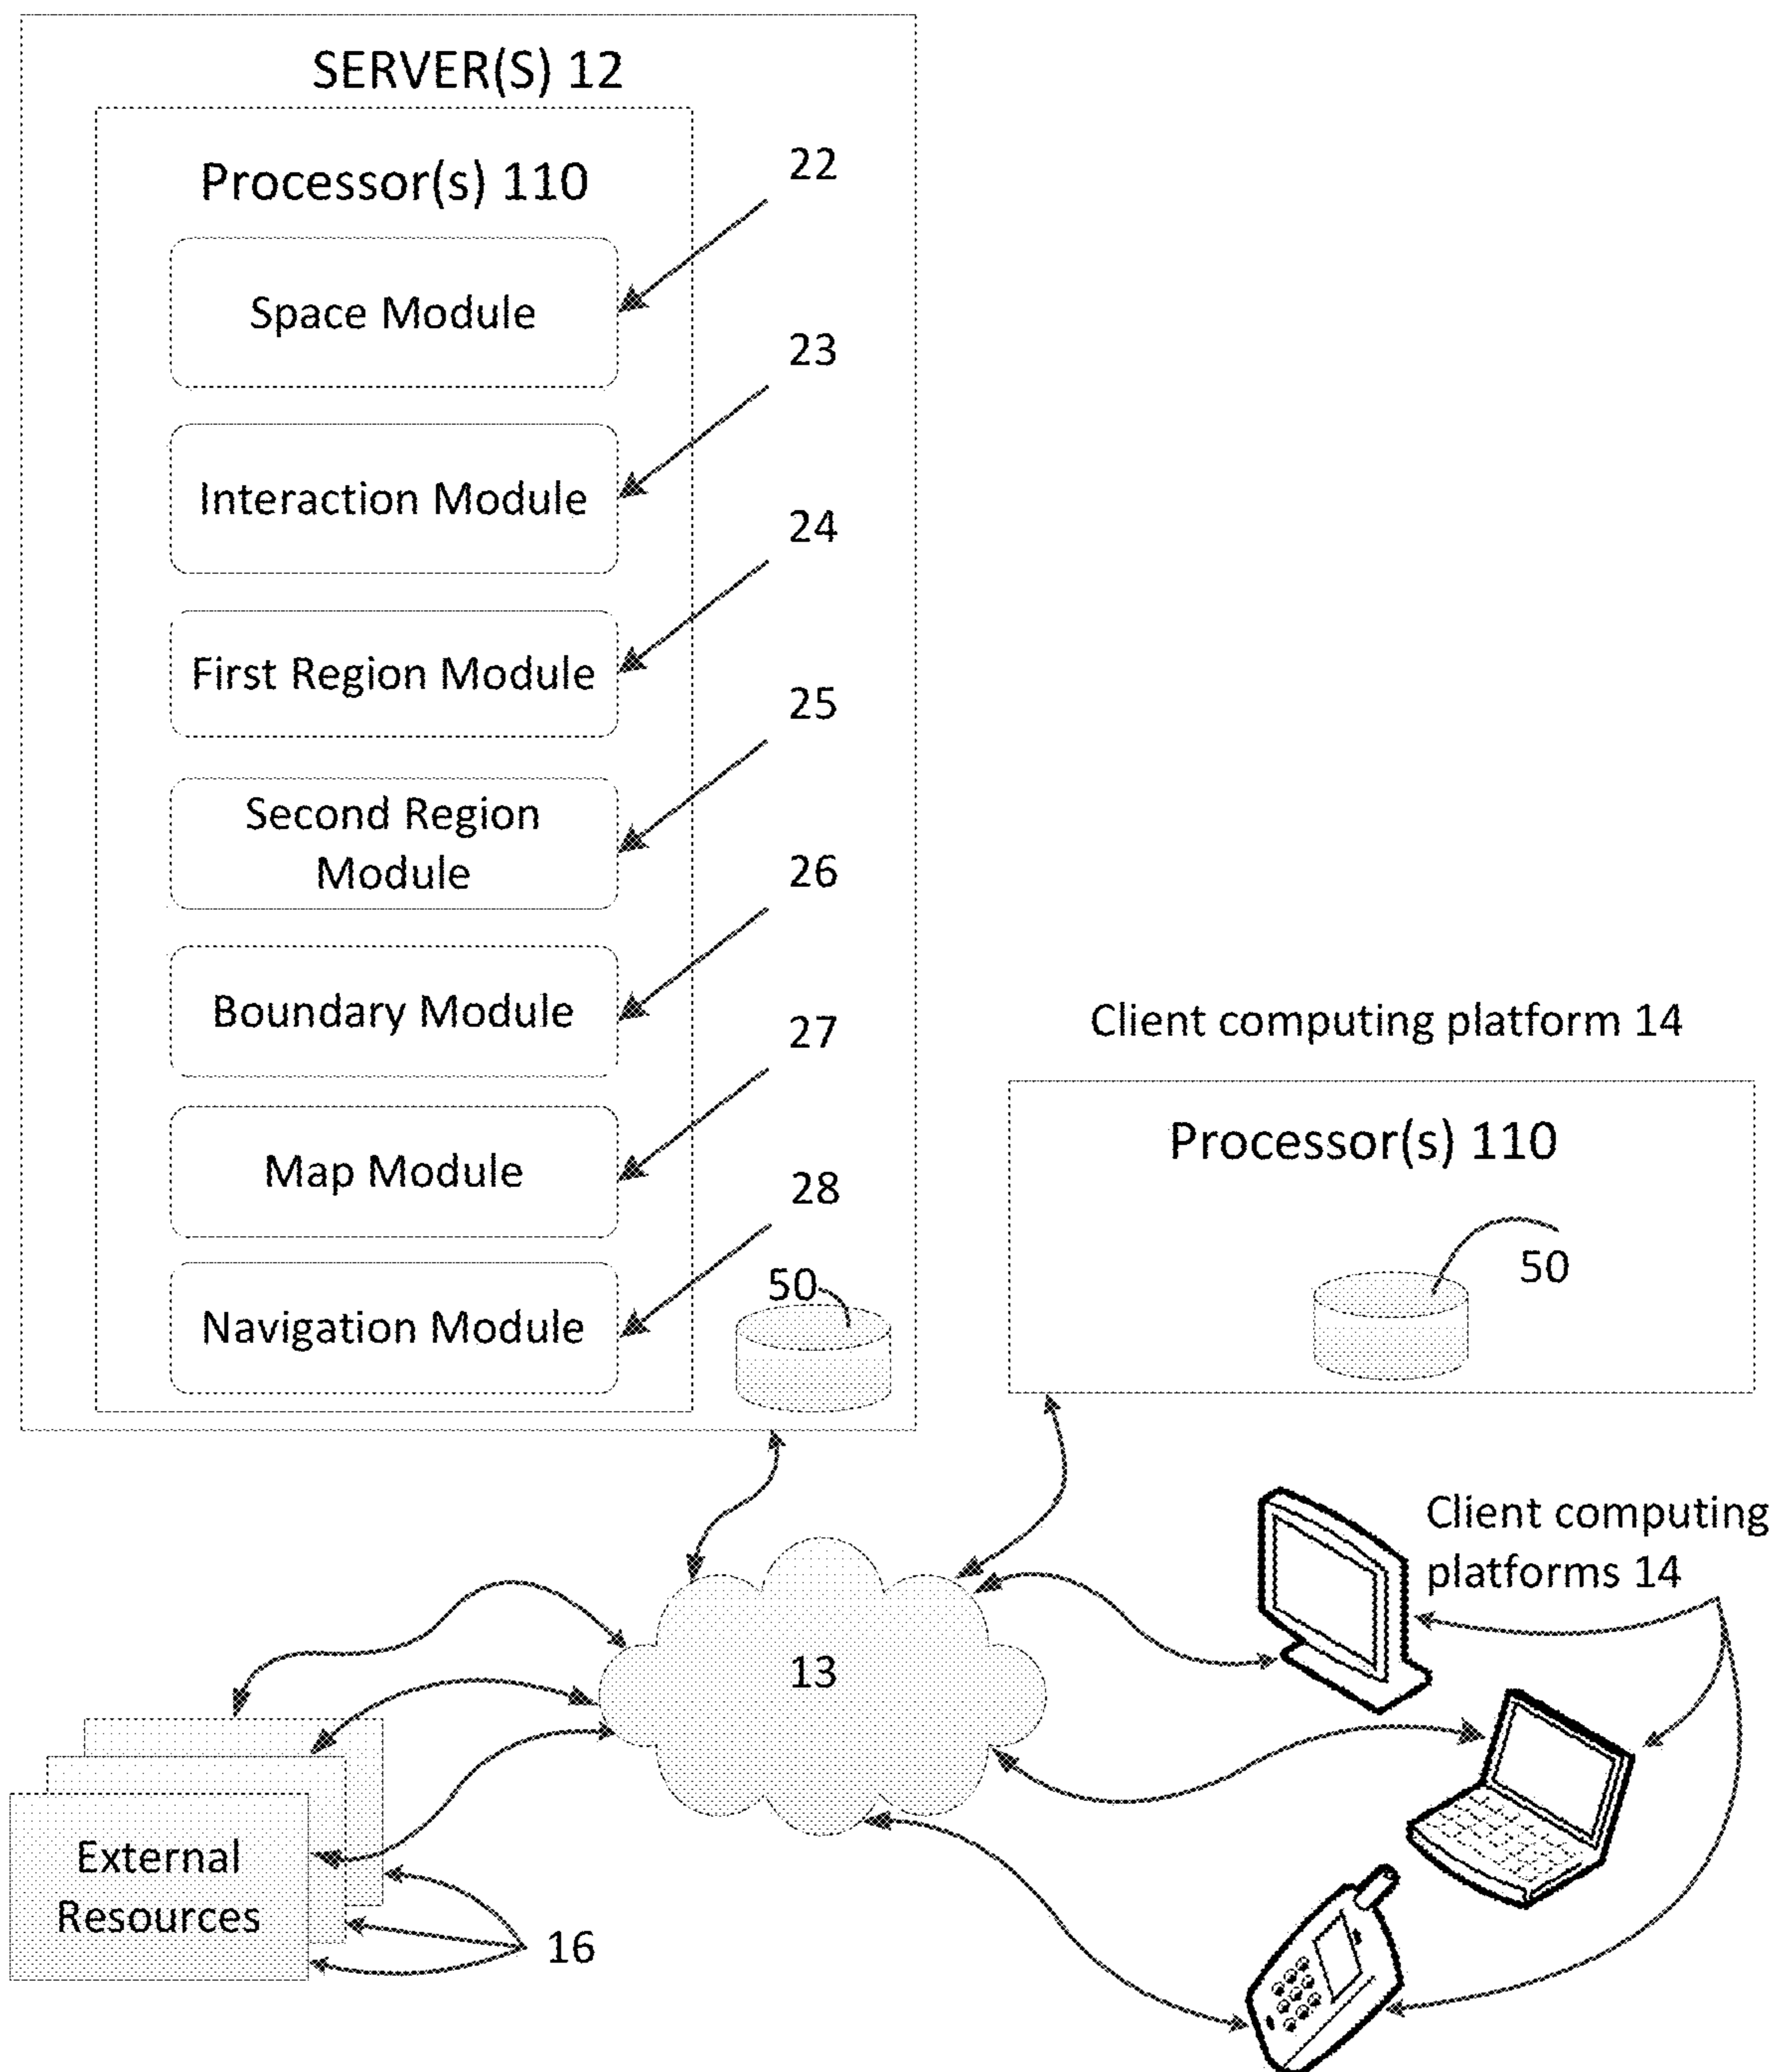 SERVER(S) 12
Processor(s) 110
22
Space Module
23
Interaction Module
24
First Region Module
25
Second Region
Module
26
Boundary Module
27
Map Module
28
Navigation Module
50
Client computing platform 14
Processor(s) 110
50
Client computing
platforms 14
13
External
Resources
16